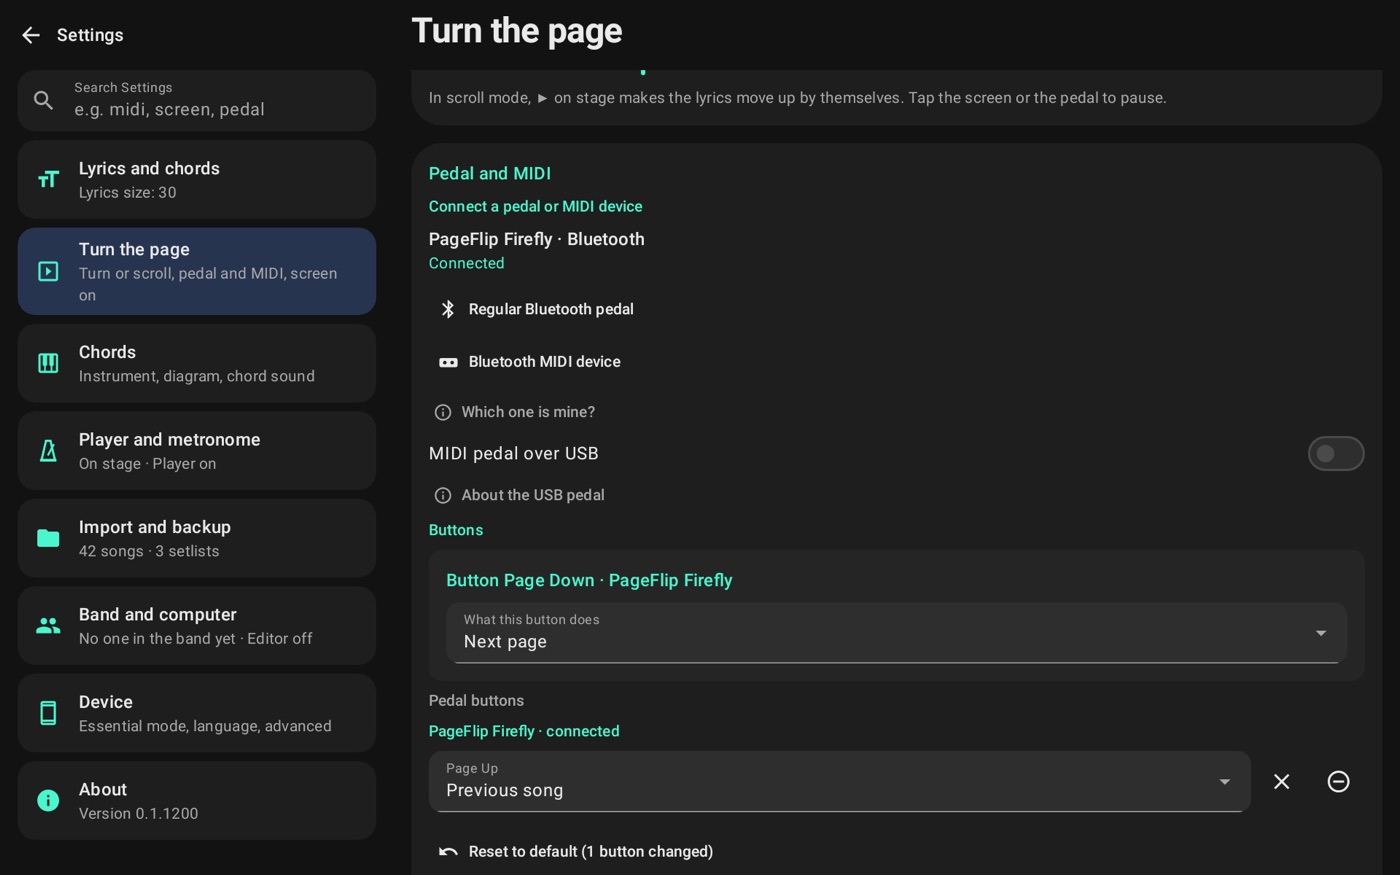 Settings
Search Settings
e.g. midi, screen, pedal
Lyrics and chords
Lyrics size: 30
Turn the page
Turn or scroll, pedal and MIDI, screen
on
Chords
Instrument, diagram, chord sound
Player and metronome
On stage · Player on
Import and backup
42 songs · 3 setlists
Band and computer
No one in the band yet · Editor off
Device
Essential mode, language, advanced
About
Version 0.1.1200
Turn the page
In scroll mode, ► on stage makes the lyrics move up by themselves. Tap the screen or the pedal to pause.
Pedal and MIDI
Connect a pedal or MIDI device
PageFlip Firefly · Bluetooth
Connected
Regular Bluetooth pedal
Bluetooth MIDI device
Which one is mine?
MIDI pedal over USB
About the USB pedal
Buttons
Button Page Down · PageFlip Firefly
What this button does
Next page
Pedal buttons
PageFlip Firefly · connected
Page Up
Previous song
Reset to default (1 button changed)